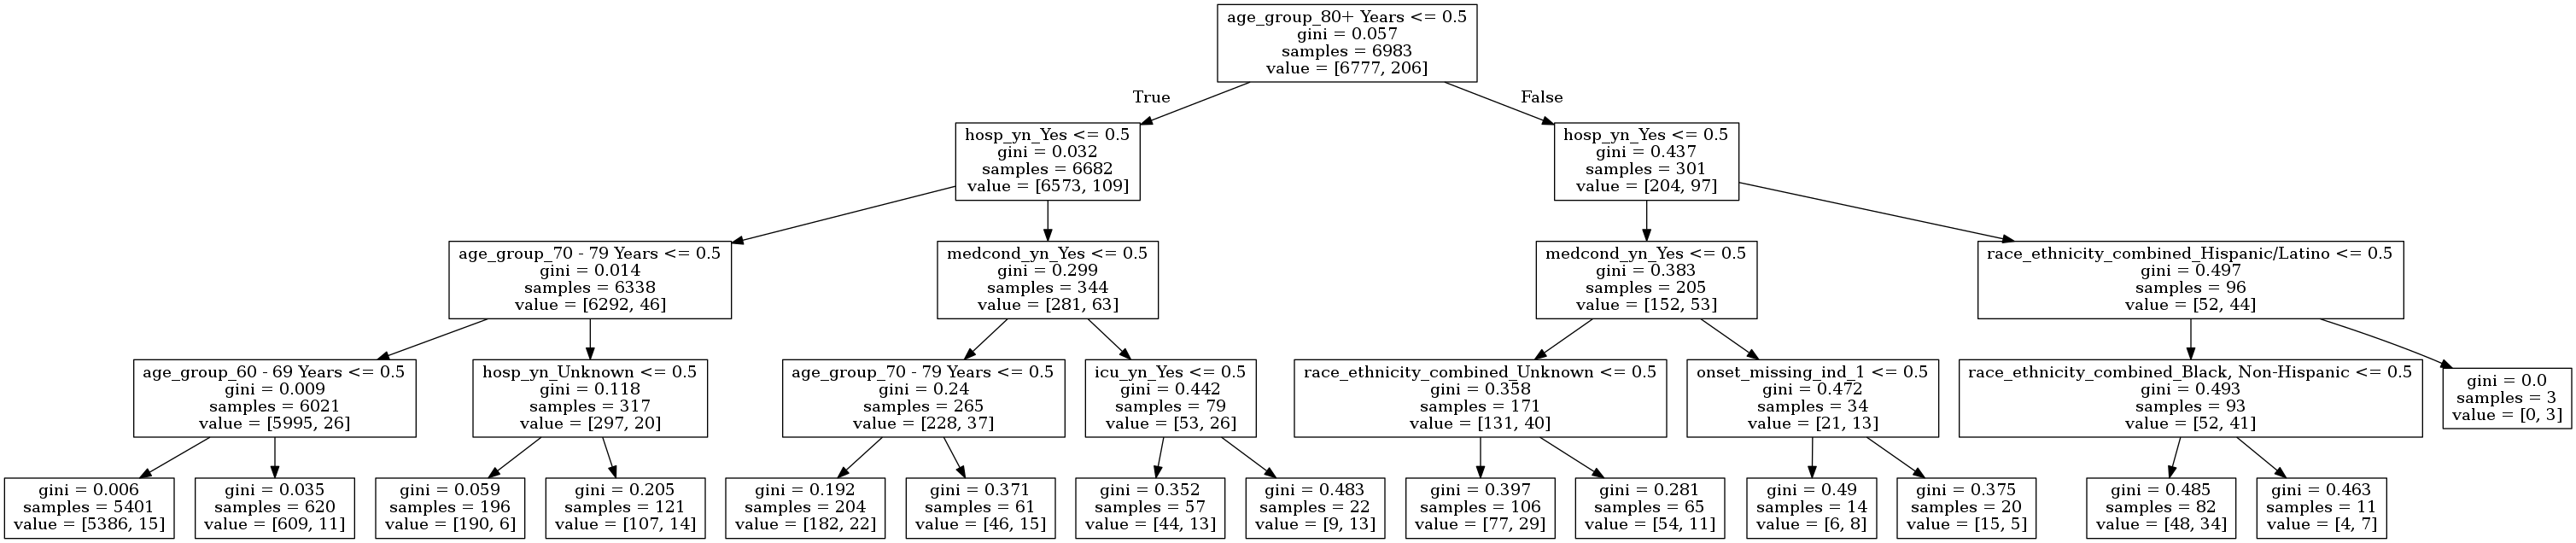 age_group_80+ Years <= 0.5
gini = 0.057
samples = 6983
value = [6777, 206]
True
False
hosp_yn_Yes <= 0.5
gini = 0.032
samples = 6682
value = [6573, 109]
hosp_yn_Yes <= 0.5
gini = 0.437
samples = 301
value = [204, 97]
age_group_70 - 79 Years <= 0.5
gini = 0.014
samples = 6338
value = [6292, 46]
medcond_yn_Yes <= 0.5
gini = 0.299
samples = 344
value = [281, 63]
medcond_yn_Yes <= 0.5
gini = 0.383
samples = 205
value = [152, 53]
race_ethnicity_combined_Hispanic/Latino <= 0.5
gini = 0.497
samples = 96
value = [52, 44]
age_group_60 - 69 Years <= 0.5
gini = 0.009
samples = 6021
value = [5995, 26]
hosp_yn_Unknown <= 0.5
gini = 0.118
samples = 317
value = [297, 20]
age_group_70 - 79 Years <= 0.5
gini = 0.24
samples = 265
value = [228, 37]
icu_yn_Yes <= 0.5
gini = 0.442
samples = 79
value = [53, 26]
race_ethnicity_combined_Unknown <= 0.5
gini = 0.358
samples = 171
value = [131, 40]
onset_missing_ind_1 <= 0.5
gini = 0.472
samples = 34
value = [21, 13]
race_ethnicity_combined_Black, Non-Hispanic <= 0.5
gini = 0.493
samples = 93
value = [52, 41]
gini = 0.0
samples = 3
value = [0, 3]
gini = 0.006
samples = 5401
value = [5386, 15]
gini = 0.035
samples = 620
value = [609, 11]
gini = 0.059
samples = 196
value = [190, 6]
gini = 0.205
samples = 121
value = [107, 14]
gini = 0.192
samples = 204
value = [182, 22]
gini = 0.371
samples = 61
value = [46, 15]
gini = 0.352
samples = 57
value = [44, 13]
gini = 0.483
samples = 22
value = [9, 13]
gini = 0.397
samples = 106
value = [77, 29]
gini = 0.281
samples = 65
value = [54, 11]
gini = 0.49
samples = 14
value = [6, 8]
gini = 0.375
samples = 20
value = [15, 5]
gini = 0.485
samples = 82
value = [48, 34]
gini = 0.463
samples = 11
value = [4, 7]